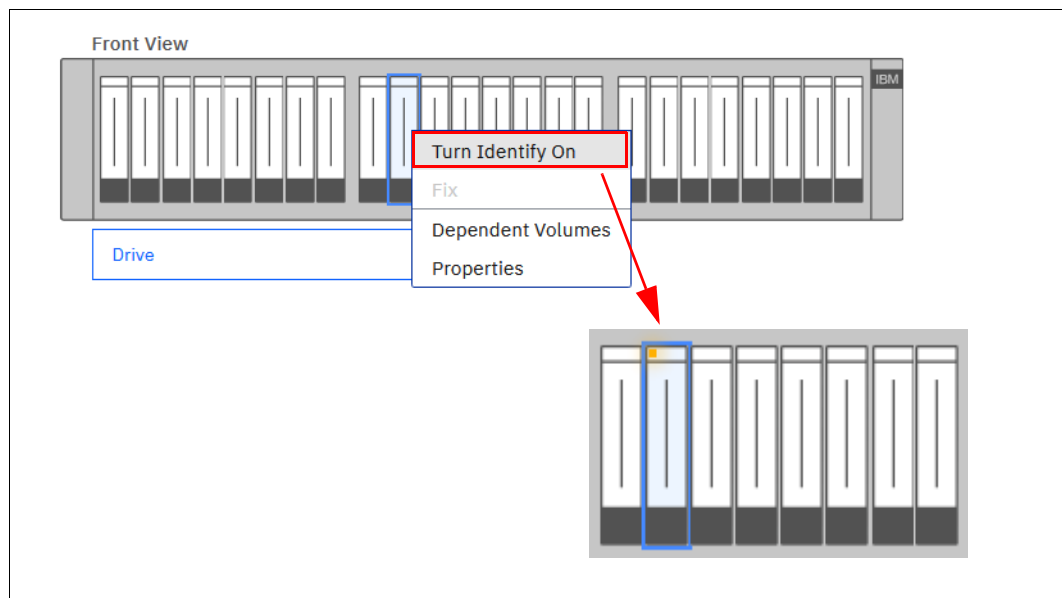 Front View
IBM
Turn Identify On
Fix
Dependent Volumes
Drive
Properties